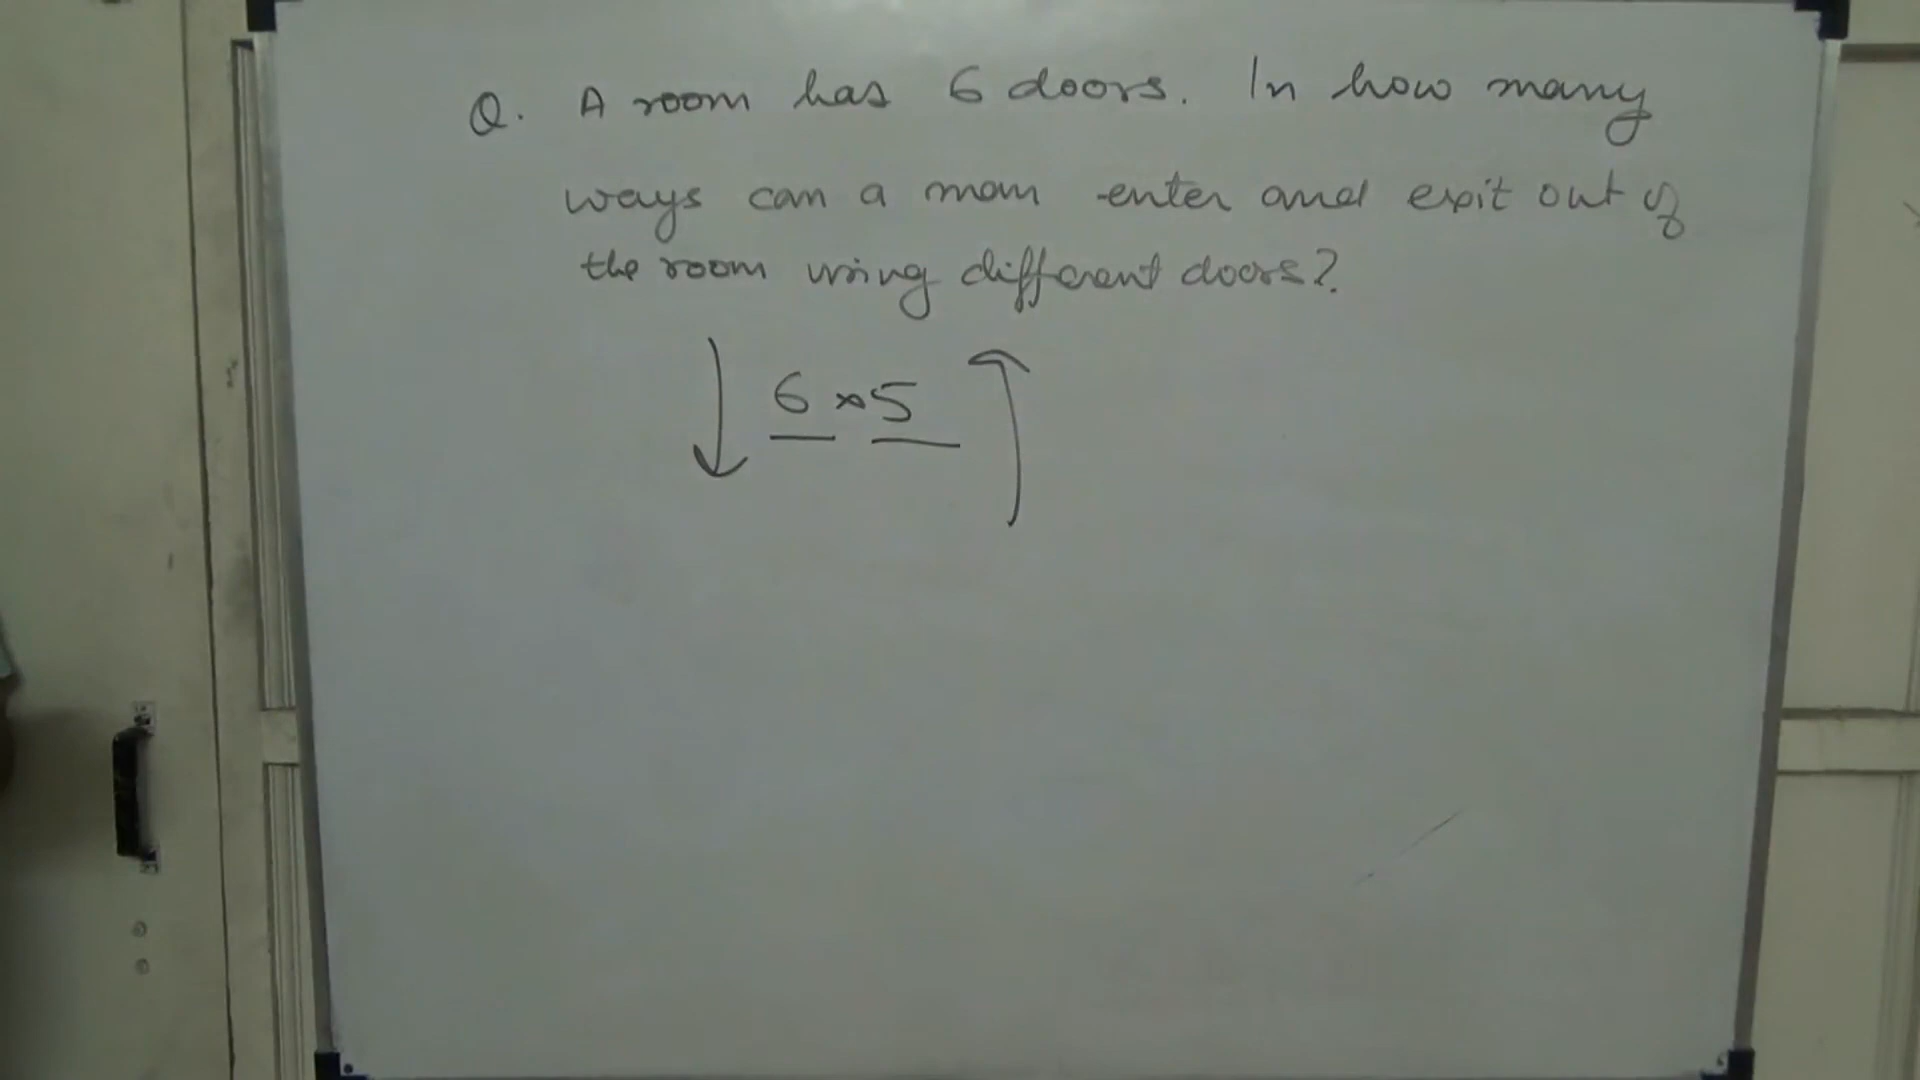 Q. A room has 6 doors. In how many
ways can a man enter and exit out of
the room using different doors?
6 × 5